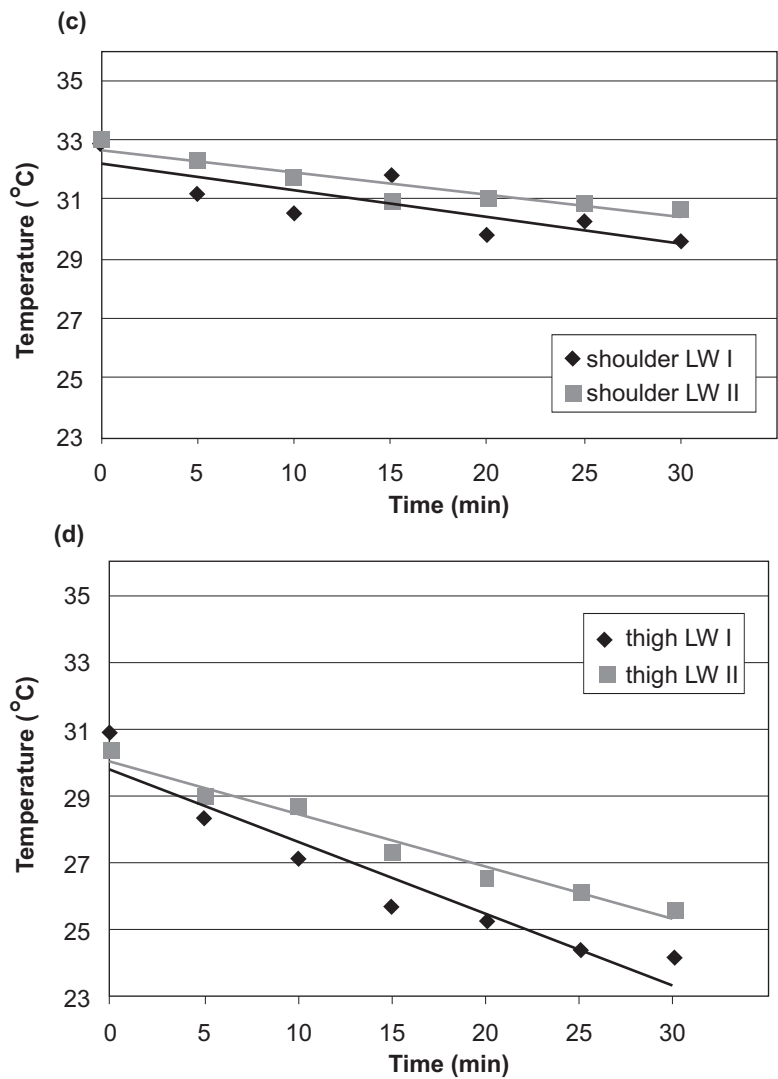 (c)
35
33
31
29
27
25
23
Temperature (°C)
shoulder LW I
shoulder LW II
0 5 10 15 20 25 30
Time (min)
(d)
35
33
31
29
27
25
23
Temperature (°C)
thigh LW I
thigh LW II
0 5 10 15 20 25 30
Time (min)